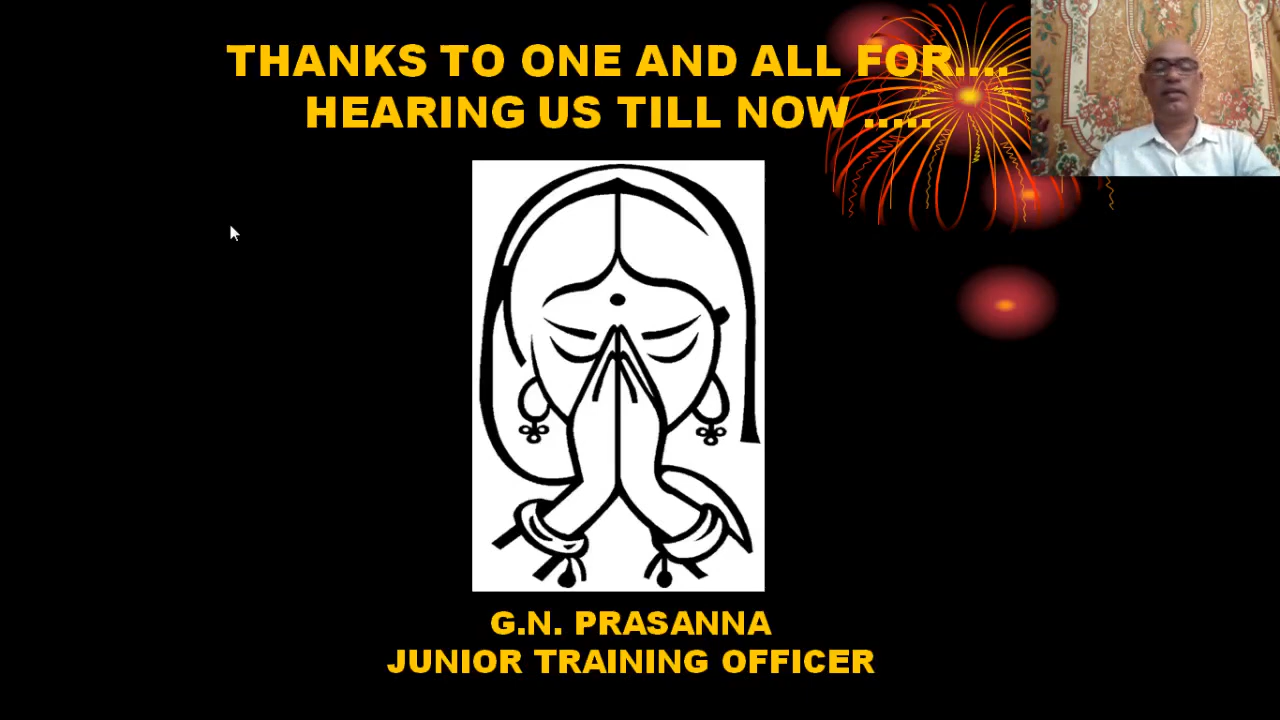 THANKS TO ONE AND ALL FOR....
HEARING US TILL NOW .....
G.N. PRASANNA
JUNIOR TRAINING OFFICER